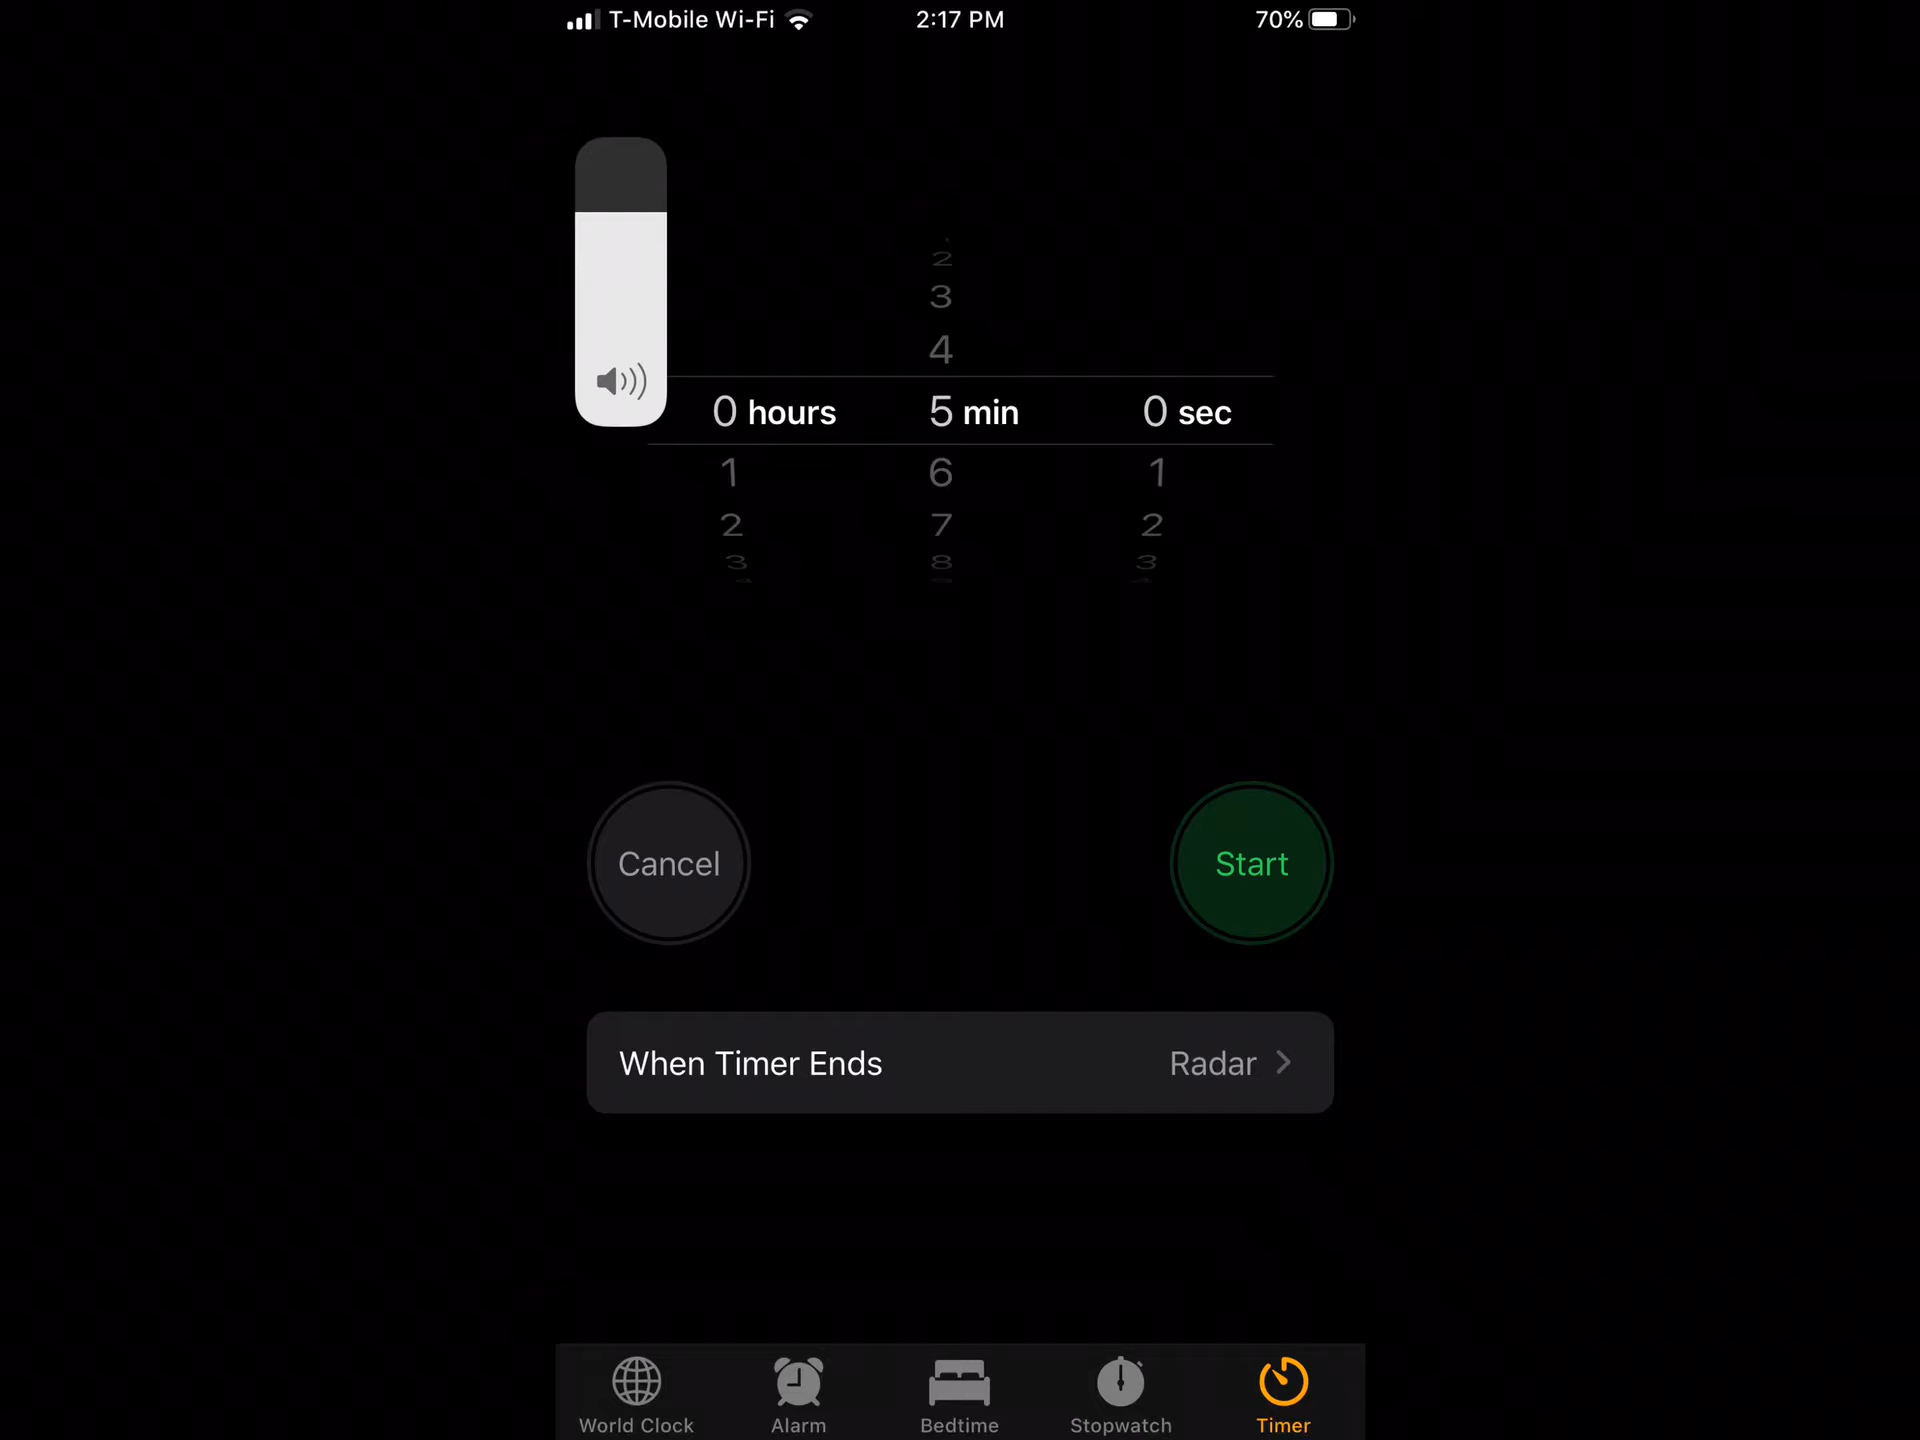 T-Mobile Wi-Fi 2:17 PM 70%
2
3
4
0 hours 5 min 0 sec
1 6 1
2 7 2
3 8 3
Cancel Start
When Timer Ends Radar
World Clock Alarm Bedtime Stopwatch Timer